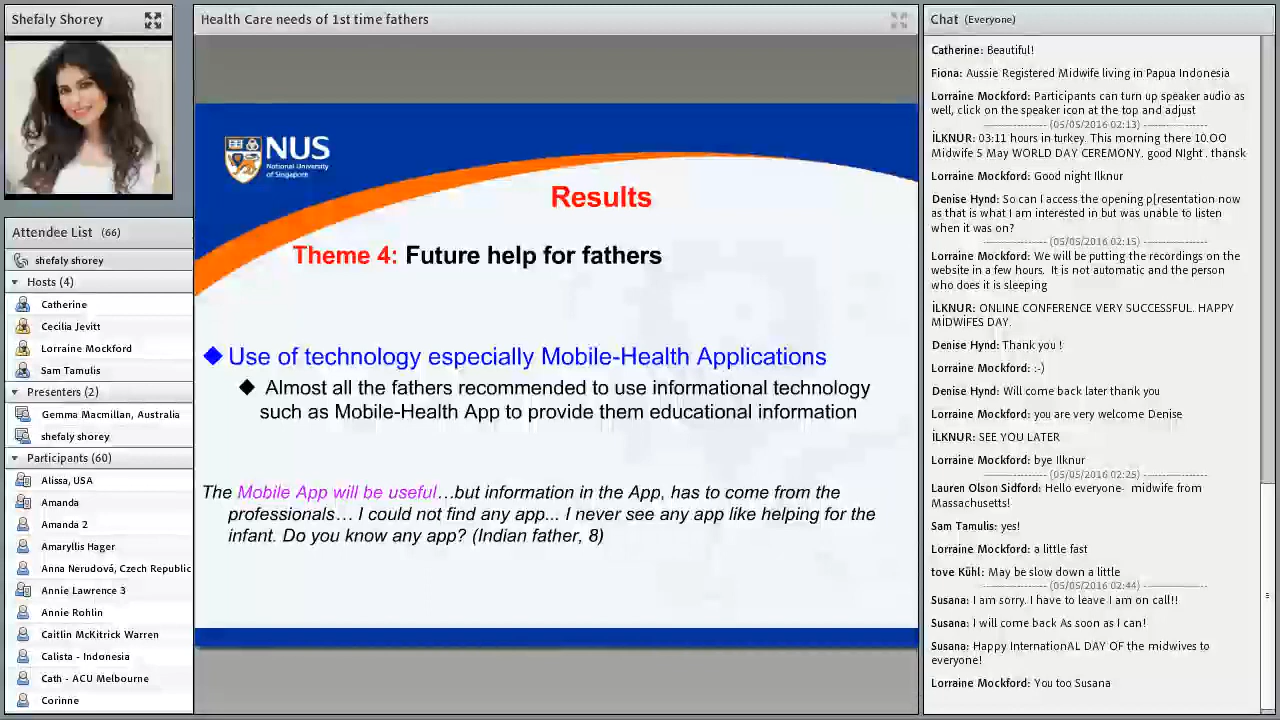 Shefaly Shorey
Attendee List (66)
shefaly shorey
Hosts (4)
Catherine
Cecilia Jevitt
Lorraine Mockford
Sam Tamulis
Presenters (2)
Gemma Macmillan, Australia
shefaly shorey
Participants (60)
Alissa, USA
Amanda
Amanda 2
Amaryllis Hager
Anna Nerudová, Czech Republic
Annie Lawrence 3
Annie Rohlin
Caitlin McKitrick Warren
Calista - Indonesia
Cath - ACU Melbourne
Corinne
Health Care needs of 1st time fathers
NUS
National University
of Singapore
Results
Theme 4: Future help for fathers
Use of technology especially Mobile-Health Applications
Almost all the fathers recommended to use informational technology
such as Mobile-Health App to provide them educational information
The Mobile App will be useful…but information in the App, has to come from the
professionals… I could not find any app... I never see any app like helping for the
infant. Do you know any app? (Indian father, 8)
Chat (Everyone)
Catherine: Beautiful!
Fiona: Aussie Registered Midwife living in Papua Indonesia
Lorraine Mockford: Participants can turn up speaker audio as
well, click on the speaker icon at the top and adjust
(05/05/2016 02:13)
İLKNUR: 03:11 hours in turkey. This morning there 10.OO
Midwife 5 May WORLD DAY CEREMONY. good NIght . thansk
Lorraine Mockford: Good night Ilknur
Denise Hynd: So can I access the opening p[resentation now
as that is what I am interested in but was unable to listen
when it was on?
(05/05/2016 02:15)
Lorraine Mockford: We will be putting the recordings on the
website in a few hours. It is not automatic and the person
who does it is sleeping
İLKNUR: ONLINE CONFERENCE VERY SUCCESSFUL. HAPPY
MİDWİFES DAY.
Denise Hynd: Thank you !
Lorraine Mockford: :-)
Denise Hynd: Will come back later thank you
Lorraine Mockford: you are very welcome Denise
İLKNUR: SEE YOU LATER
Lorraine Mockford: bye Ilknur
(05/05/2016 02:25)
Lauren Olson Sidford: Hello everyone- midwife from
Massachusetts!
Sam Tamulis: yes!
Lorraine Mockford: a little fast
tove Kühl: May be slow down a little
(05/05/2016 02:44)
Susana: I am sorry. I have to leave I am on call!!
Susana: I will come back As soon as I can!
Susana: Happy InternationAL DAY OF the midwives to
everyone!
Lorraine Mockford: You too Susana